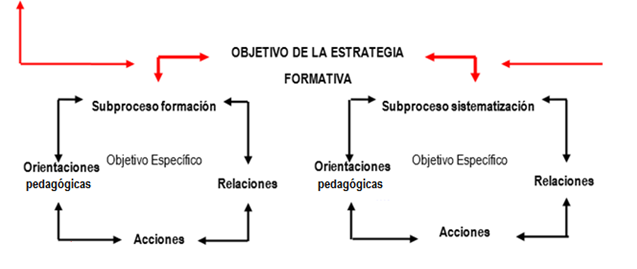 OBJETIVO DE LA ESTRATEGIA
FORMATIVA
Subproceso formación
Objetivo Específico
Orientaciones
pedagógicas
Relaciones
Acciones
Subproceso sistematización
Objetivo Específico
Orientaciones
pedagógicas
Relaciones
Acciones